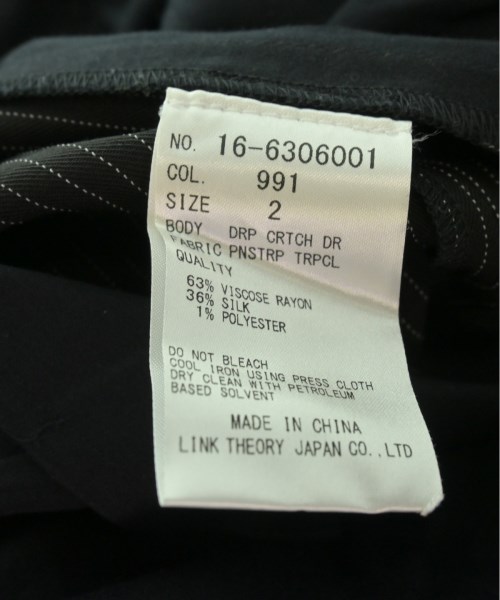 NO. 16-6306001
COL. 991
SIZE 2
BODY DRP CRTCH DR
FABRIC PNSTRP TRPCL
QUALITY
63% VISCOSE RAYON
36% SILK
1% POLYESTER
DO NOT BLEACH
COOL IRON USING PRESS CLOTH
DRY CLEAN WITH PETROLEUM
BASED SOLVENT
MADE IN CHINA
LINK THEORY JAPAN CO.,LTD